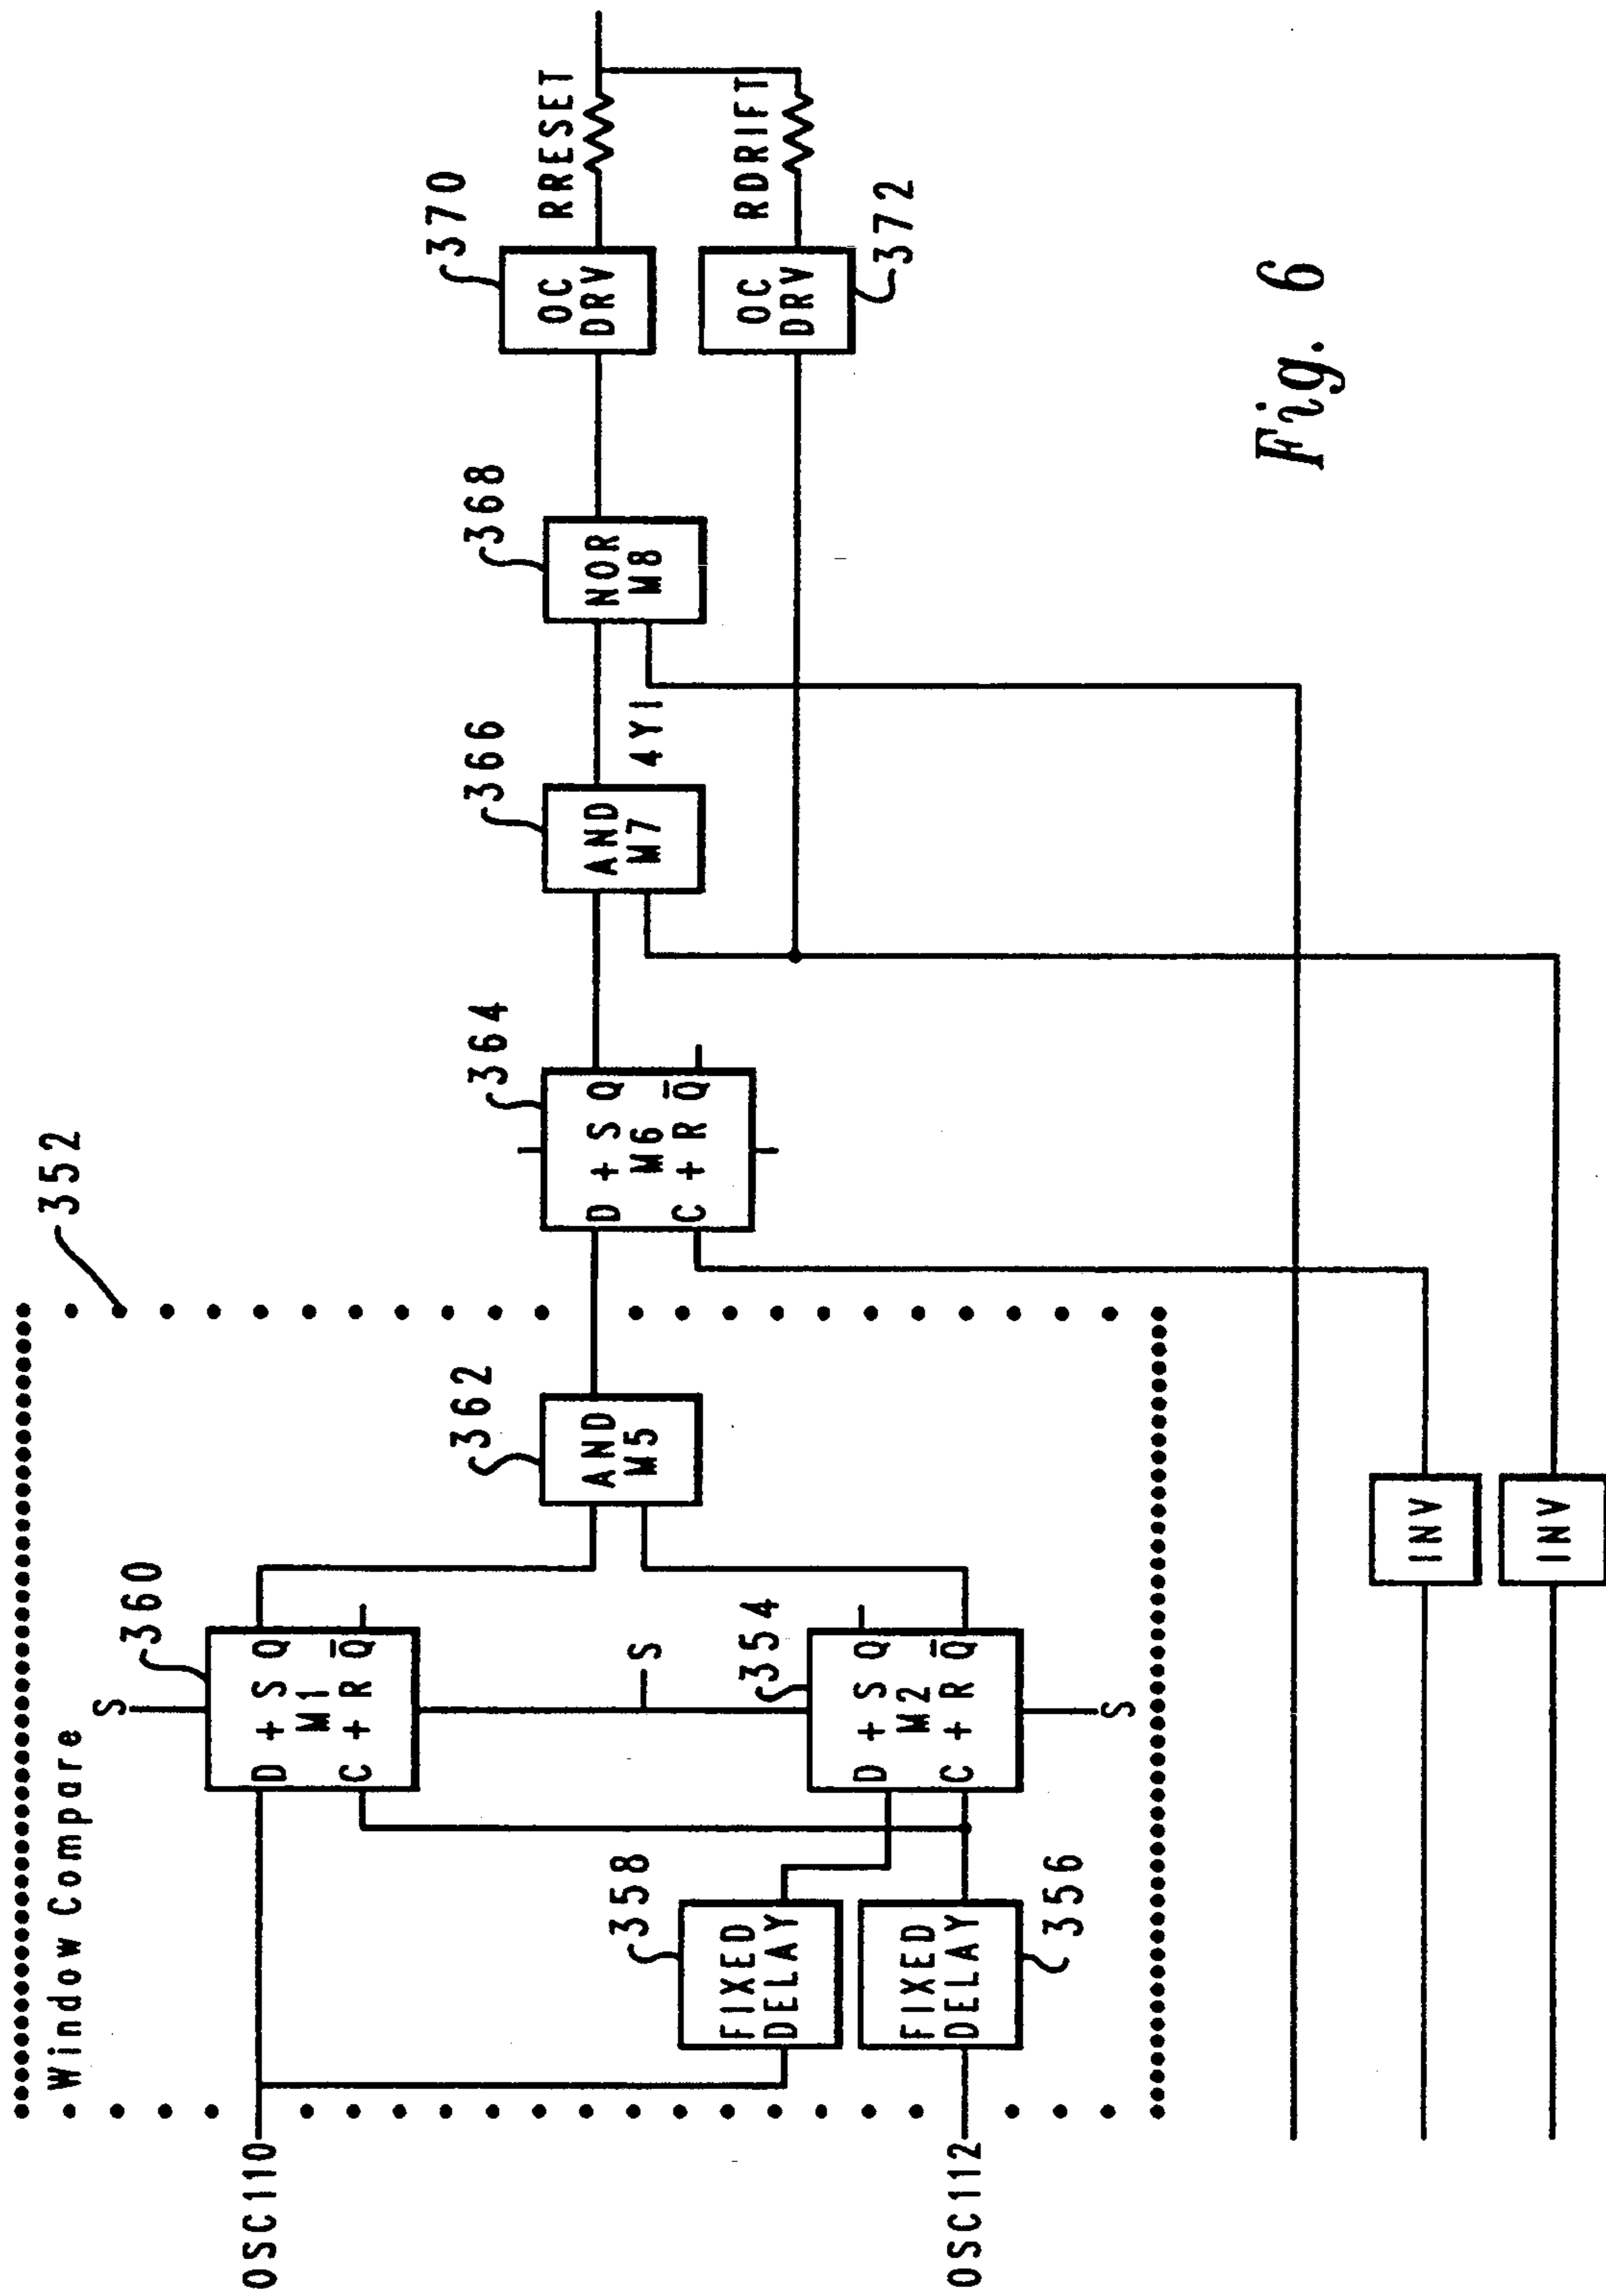 352
Window Compare
OSC110
S
360
D + S Q
M1
C + R Q̅
S
358
FIXED
DELAY
354
D + S Q
M2
C + R Q̅
S
OSC112
FIXED
DELAY
356
362
AND
M5
364
D + S Q
M6
C + R Q̅
366
AND
M7
4Y1
368
NOR
M8
370
OC
DRV
RRESET
OC
DRV
372
RDRIFT
INV
INV
Fig. 6